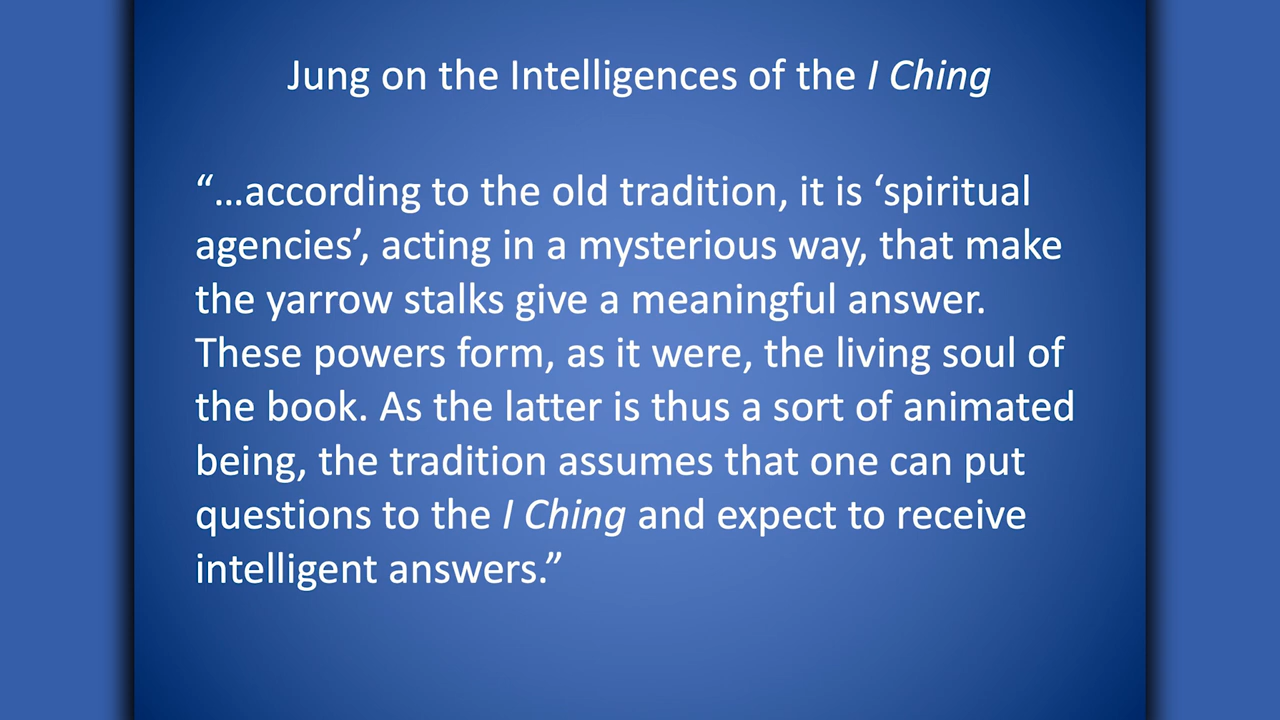 Jung on the Intelligences of the I Ching
“…according to the old tradition, it is ‘spiritual
agencies’, acting in a mysterious way, that make
the yarrow stalks give a meaningful answer.
These powers form, as it were, the living soul of
the book. As the latter is thus a sort of animated
being, the tradition assumes that one can put
questions to the I Ching and expect to receive
intelligent answers.”